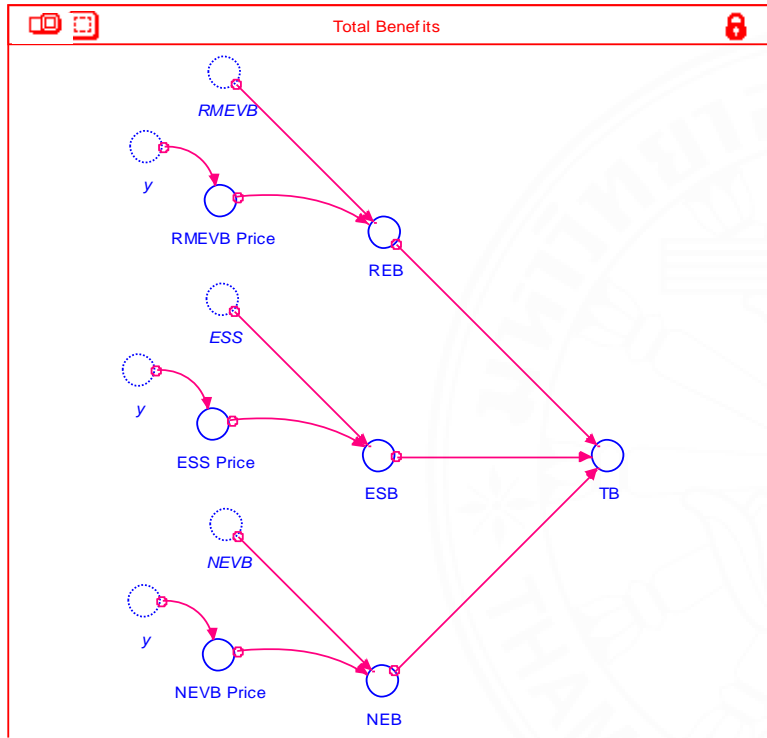 Total Benefits
RMEVB
y
RMEVB Price
REB
ESS
y
ESS Price
ESB
TB
NEVB
y
NEVB Price
NEB